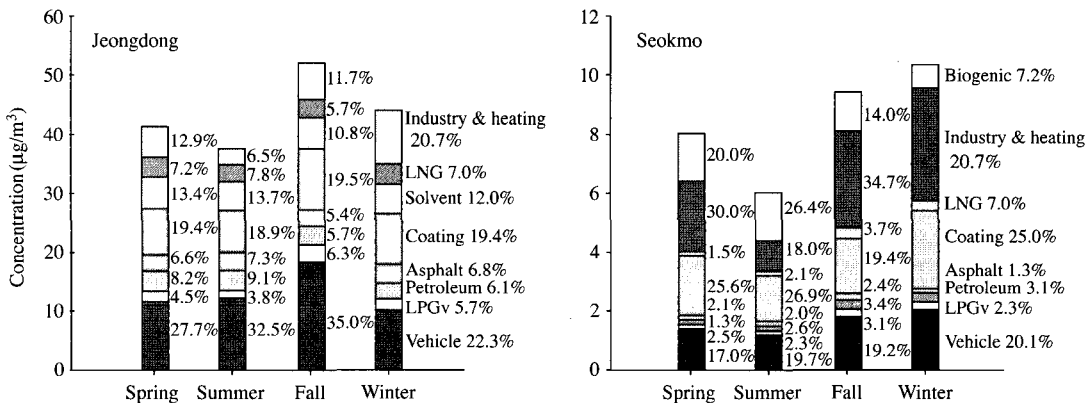 Concentration (μg/m³)
60
50
40
30
20
10
0
Jeongdong
12.9%
7.2%
13.4%
19.4%
6.6%
8.2%
4.5%
27.7%
6.5%
7.8%
13.7%
18.9%
7.3%
9.1%
3.8%
32.5%
11.7%
5.7%
10.8%
19.5%
5.4%
5.7%
6.3%
35.0%
Industry & heating
20.7%
LNG 7.0%
Solvent 12.0%
Coating 19.4%
Asphalt 6.8%
Petroleum 6.1%
LPGv 5.7%
Vehicle 22.3%
Spring
Summer
Fall
Winter
12
10
8
6
4
2
0
Seokmo
20.0%
30.0%
1.5%
25.6%
2.1%
1.3%
2.5%
17.0%
26.4%
18.0%
2.1%
26.9%
2.0%
2.6%
2.3%
19.7%
14.0%
34.7%
3.7%
19.4%
2.4%
3.4%
3.1%
19.2%
Biogenic 7.2%
Industry & heating
20.7%
LNG 7.0%
Coating 25.0%
Asphalt 1.3%
Petroleum 3.1%
LPGv 2.3%
Vehicle 20.1%
Spring
Summer
Fall
Winter